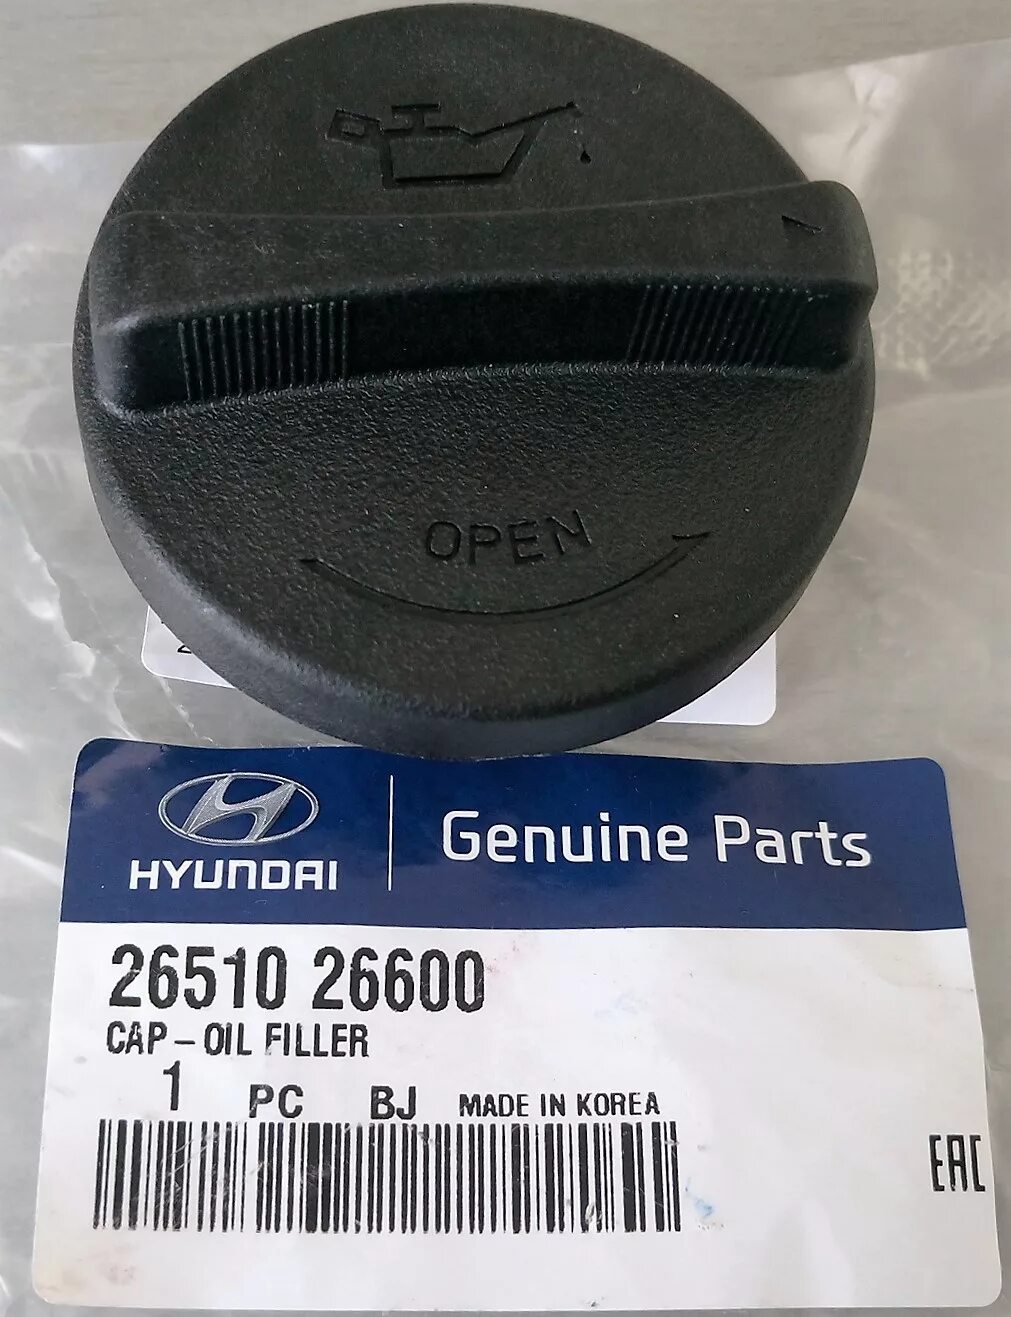 OPEN
HYUNDAI
Genuine Parts
26510 26600
CAP-OIL FILLER
1 PC BJ MADE IN KOREA
EAC